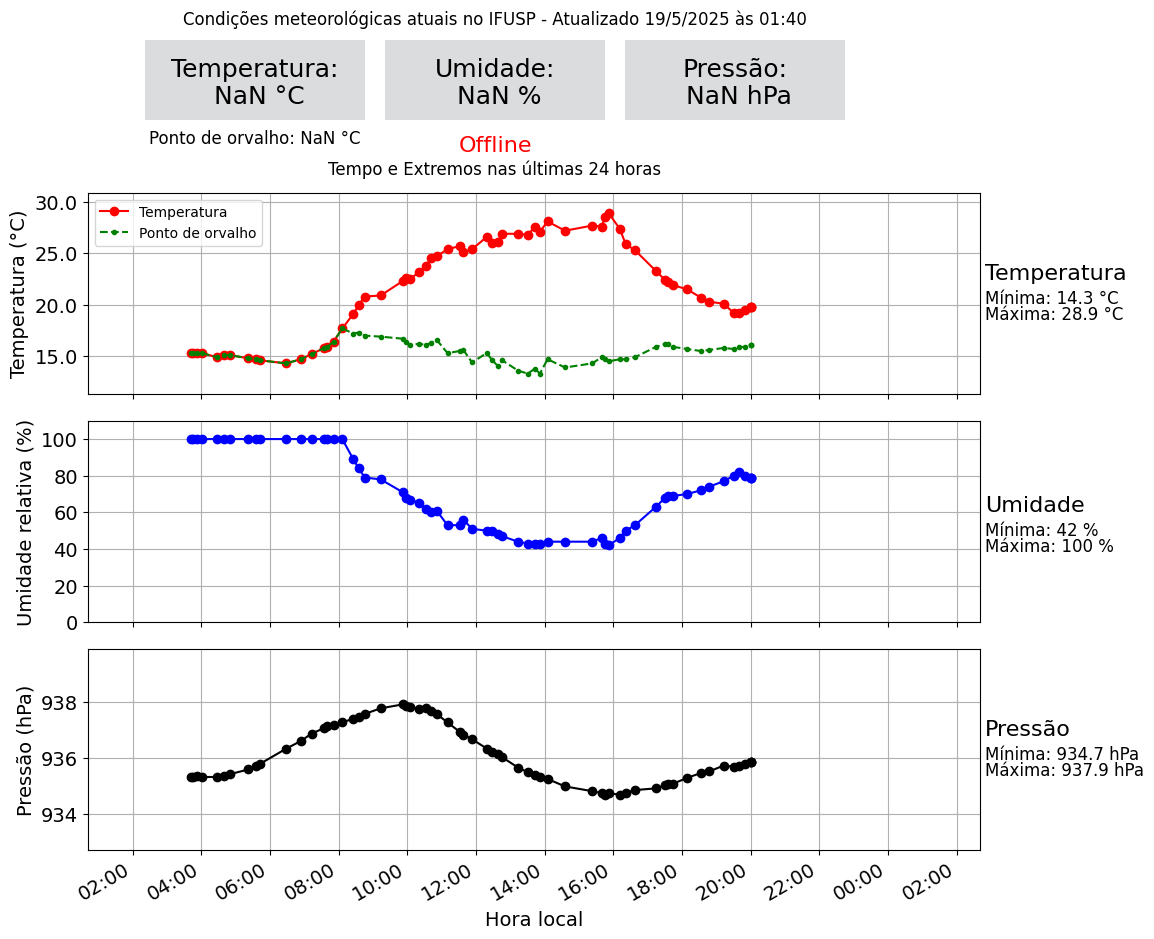 Condições meteorológicas atuais no IFUSP - Atualizado 19/5/2025 às 01:40
Temperatura:
NaN °C
Umidade:
NaN %
Pressão:
NaN hPa
Ponto de orvalho: NaN °C
Offline
Tempo e Extremos nas últimas 24 horas
Temperatura (°C)
30.0
25.0
20.0
15.0
Temperatura
Ponto de orvalho
Temperatura
Mínima: 14.3 °C
Máxima: 28.9 °C
Umidade relativa (%)
100
80
60
40
20
0
Umidade
Mínima: 42 %
Máxima: 100 %
Pressão (hPa)
938
936
934
Pressão
Mínima: 934.7 hPa
Máxima: 937.9 hPa
02:00 04:00 06:00 08:00 10:00 12:00 14:00 16:00 18:00 20:00 22:00 00:00 02:00
Hora local